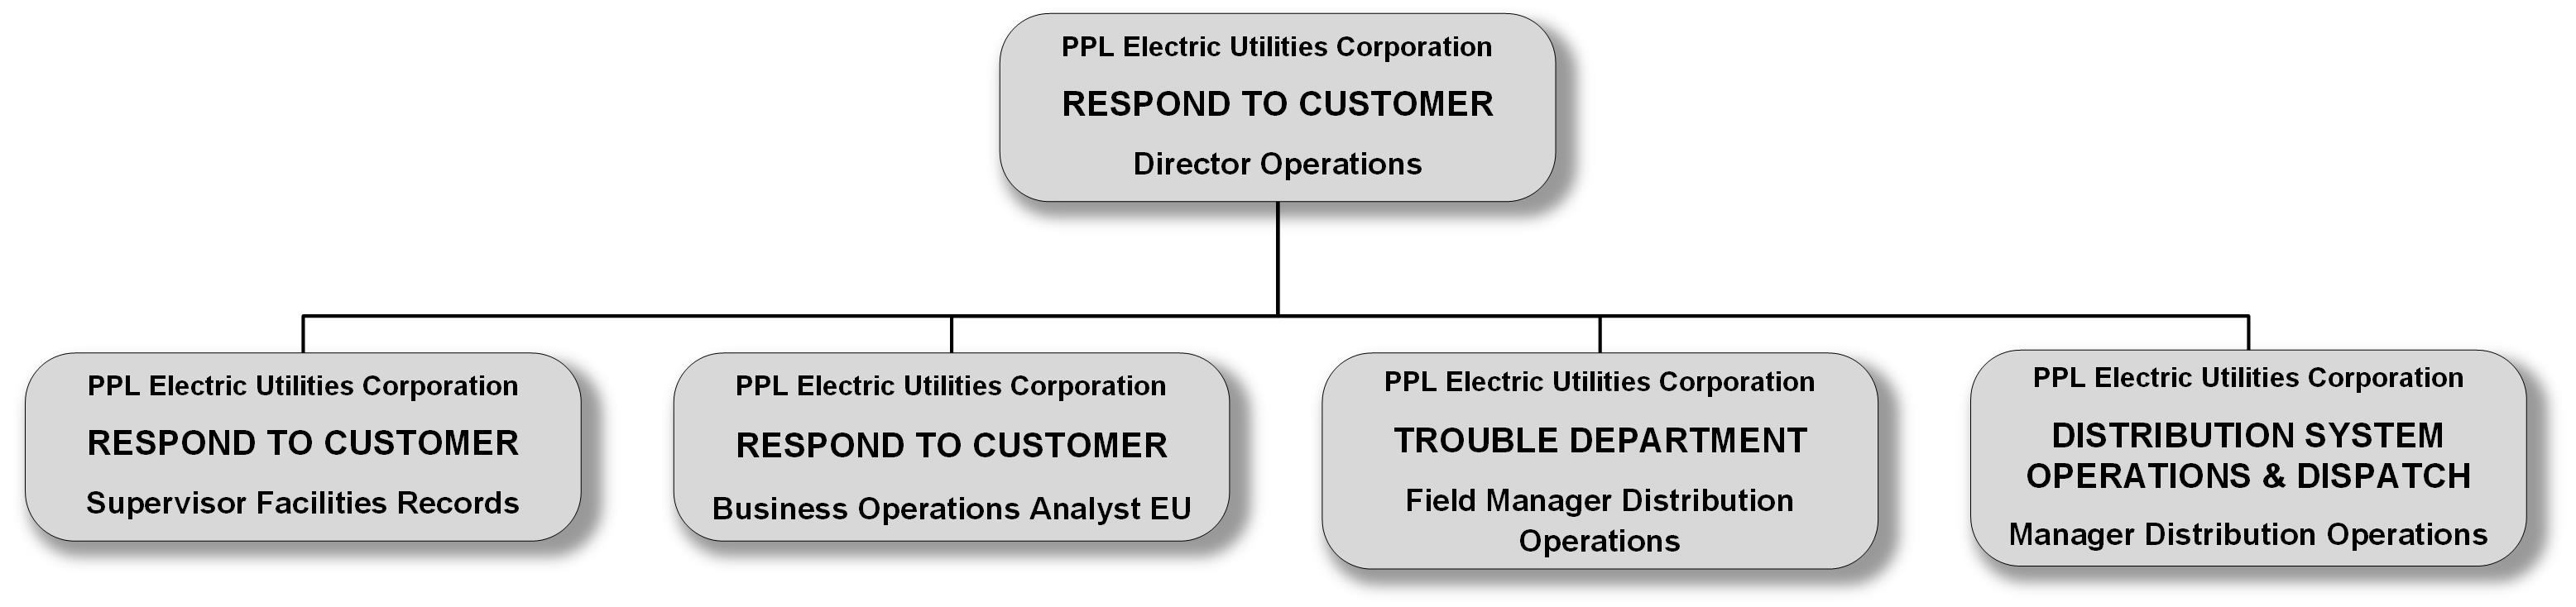 PPL Electric Utilities Corporation
RESPOND TO CUSTOMER
Director Operations
PPL Electric Utilities Corporation
RESPOND TO CUSTOMER
Supervisor Facilities Records
PPL Electric Utilities Corporation
RESPOND TO CUSTOMER
Business Operations Analyst EU
PPL Electric Utilities Corporation
TROUBLE DEPARTMENT
Field Manager Distribution
Operations
PPL Electric Utilities Corporation
DISTRIBUTION SYSTEM
OPERATIONS & DISPATCH
Manager Distribution Operations